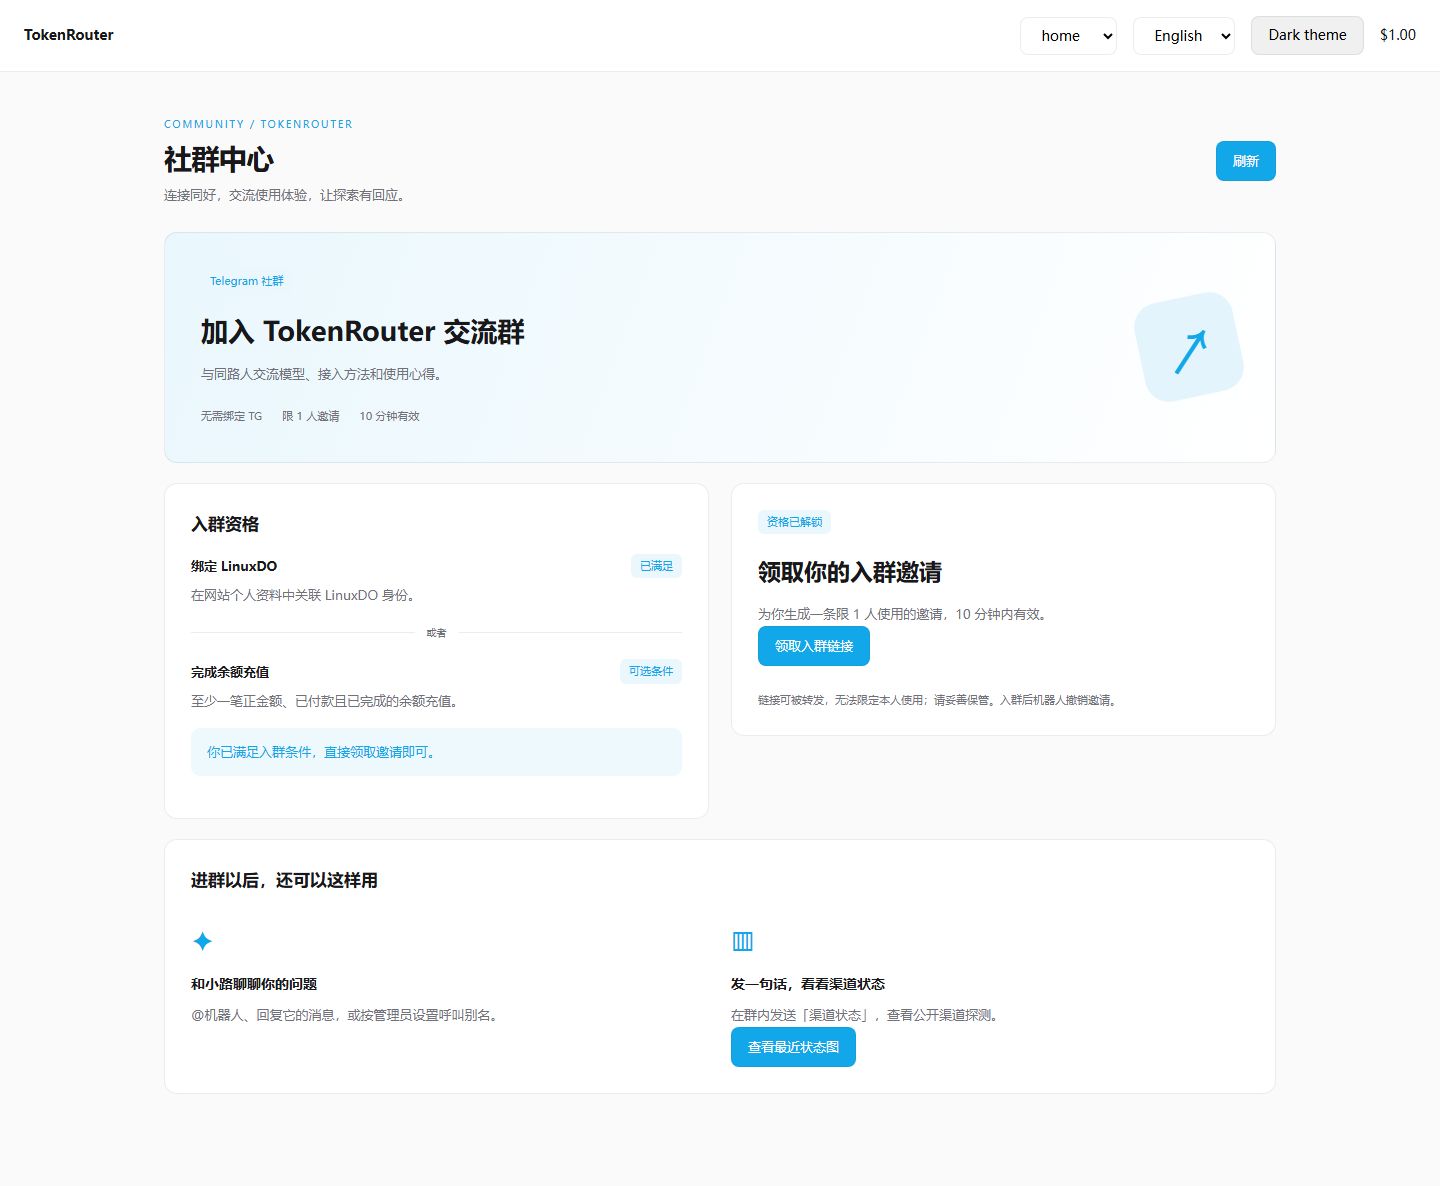 TokenRouter
home
English
Dark theme
$1.00
COMMUNITY / TOKENROUTER
社群中心
连接同好，交流使用体验，让探索有回应。
刷新
Telegram 社群
加入 TokenRouter 交流群
与同路人交流模型、接入方法和使用心得。
无需绑定 TG 限 1 人邀请 10 分钟有效
入群资格
绑定 LinuxDO
已满足
在网站个人资料中关联 LinuxDO 身份。
或者
完成余额充值
可选条件
至少一笔正金额、已付款且已完成的余额充值。
你已满足入群条件，直接领取邀请即可。
资格已解锁
领取你的入群邀请
为你生成一条限 1 人使用的邀请，10 分钟内有效。
领取入群链接
链接可被转发，无法限定本人使用；请妥善保管。入群后机器人撤销邀请。
进群以后，还可以这样用
和小路聊聊你的问题
@机器人、回复它的消息，或按管理员设置呼叫别名。
发一句话，看看渠道状态
在群内发送「渠道状态」，查看公开渠道探测。
查看最近状态图